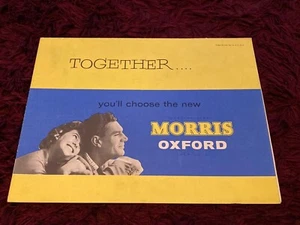 TOGETHER....
you'll choose the new
MORRIS
OXFORD